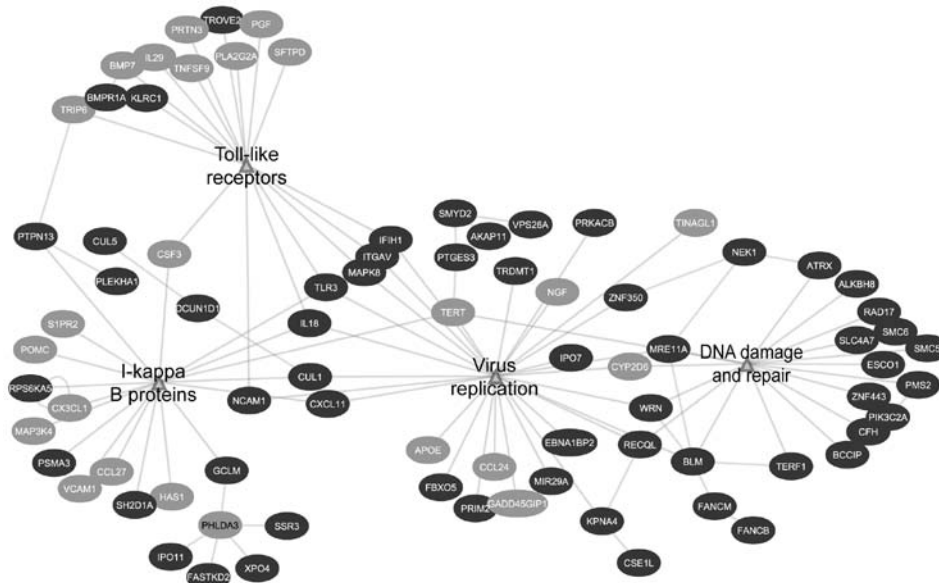 TROVE2
PGF
PRTN3
IL29
PLA2G2A
SFTPD
BMP7
TNFSF9
BMPR1A
KLRC1
TRIP6
Toll-like
receptors
SMYD2
VPS28A
PRKACB
TINAGL1
PTPN13
CUL5
IFIH1
AKAP11
NEK1
CSF3
ITGAV
PTGES3
ATRX
PLEKHA1
MAPK8
TRDMT1
ALKBH8
TLR3
NGF
ZNF350
DCUN1D1
RAD17
S1PR2
IL18
TERT
SMC6
SLC4A7
SMC5
POMC
IPO7
MRE11A
I-kappa
B proteins
Virus
replication
CYP2D6
DNA damage
and repair
ESCO1
CUL1
RPS6KA5
PMS2
NCAM1
CXCL11
WRN
ZNF443
CX3CL1
PIK3C2A
MAP3K4
EBNA1BP2
RECQL
CFH
APOE
BCCIP
PSMA3
CCL27
GCLM
CCL24
BLM
TERF1
VCAM1
FBXO5
MIR29A
HAS1
SH2D1A
PRIM2
GADD45GIP1
FANCM
PHLDA3
SSR3
KPNA4
FANCB
IPO11
XPO4
CSE1L
FASTKD2